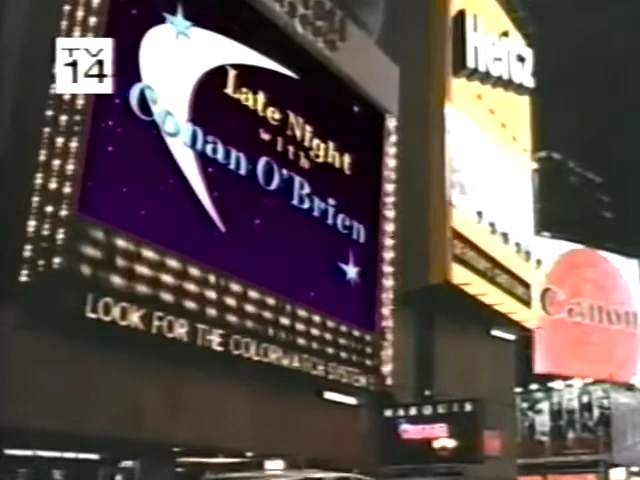 TV
14
Late Night
with
Conan O'Brien
LOOK FOR THE COLORWATCH SYSTEM
Hertz
Canon
MARQUIS